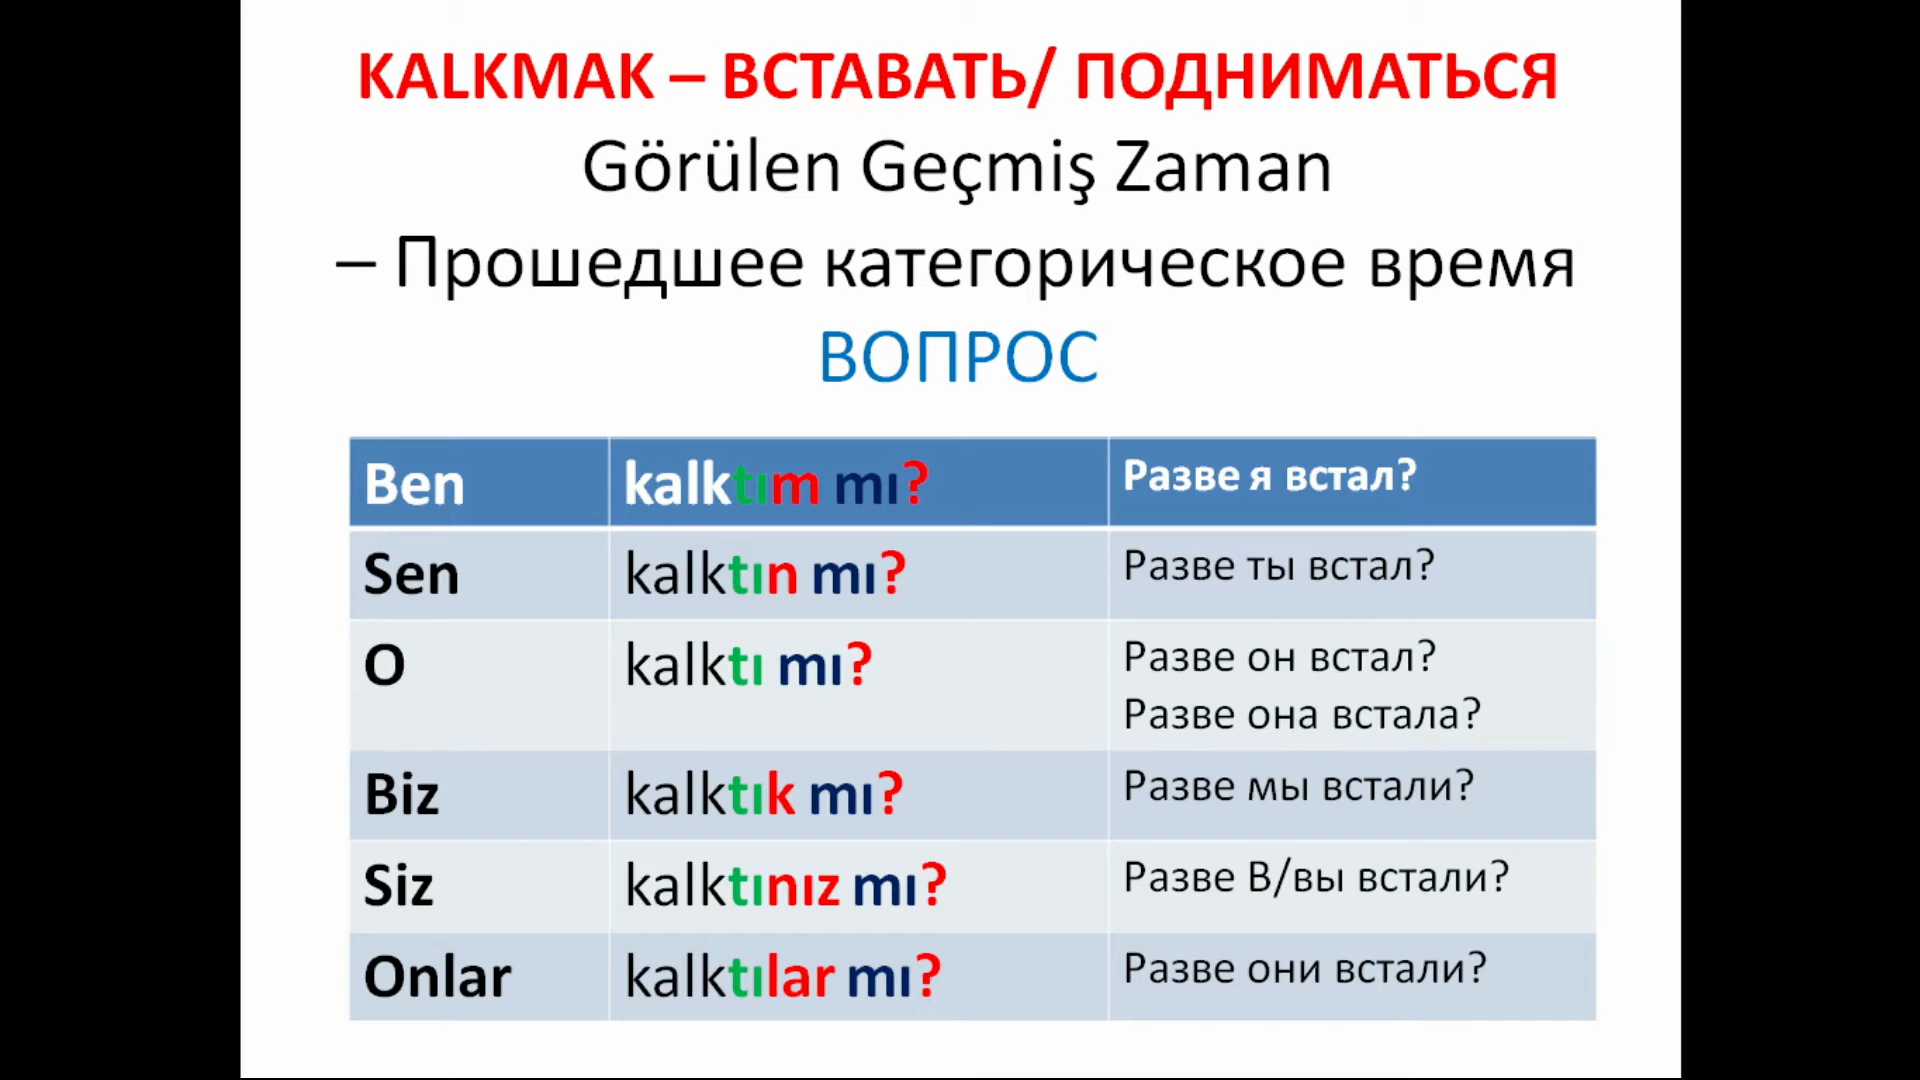 KALKMAK – ВСТАВАТЬ/ ПОДНИМАТЬСЯ
Görülen Geçmiş Zaman
– Прошедшее категорическое время
ВОПРОС
Ben kalktım mı? Разве я встал?
Sen kalktın mı? Разве ты встал?
O kalktı mı? Разве он встал?
Разве она встала?
Biz kalktık mı? Разве мы встали?
Siz kalktınız mı? Разве В/вы встали?
Onlar kalktılar mı? Разве они встали?